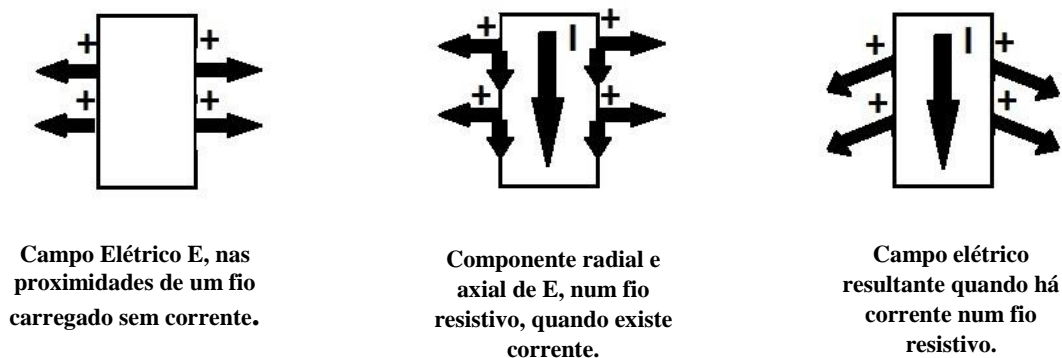 + +
+ +
I
+ +
+ +
I
+ +
+ +
Campo Elétrico E, nas
proximidades de um fio
carregado sem corrente.
Componente radial e
axial de E, num fio
resistivo, quando existe
corrente.
Campo elétrico
resultante quando há
corrente num fio
resistivo.